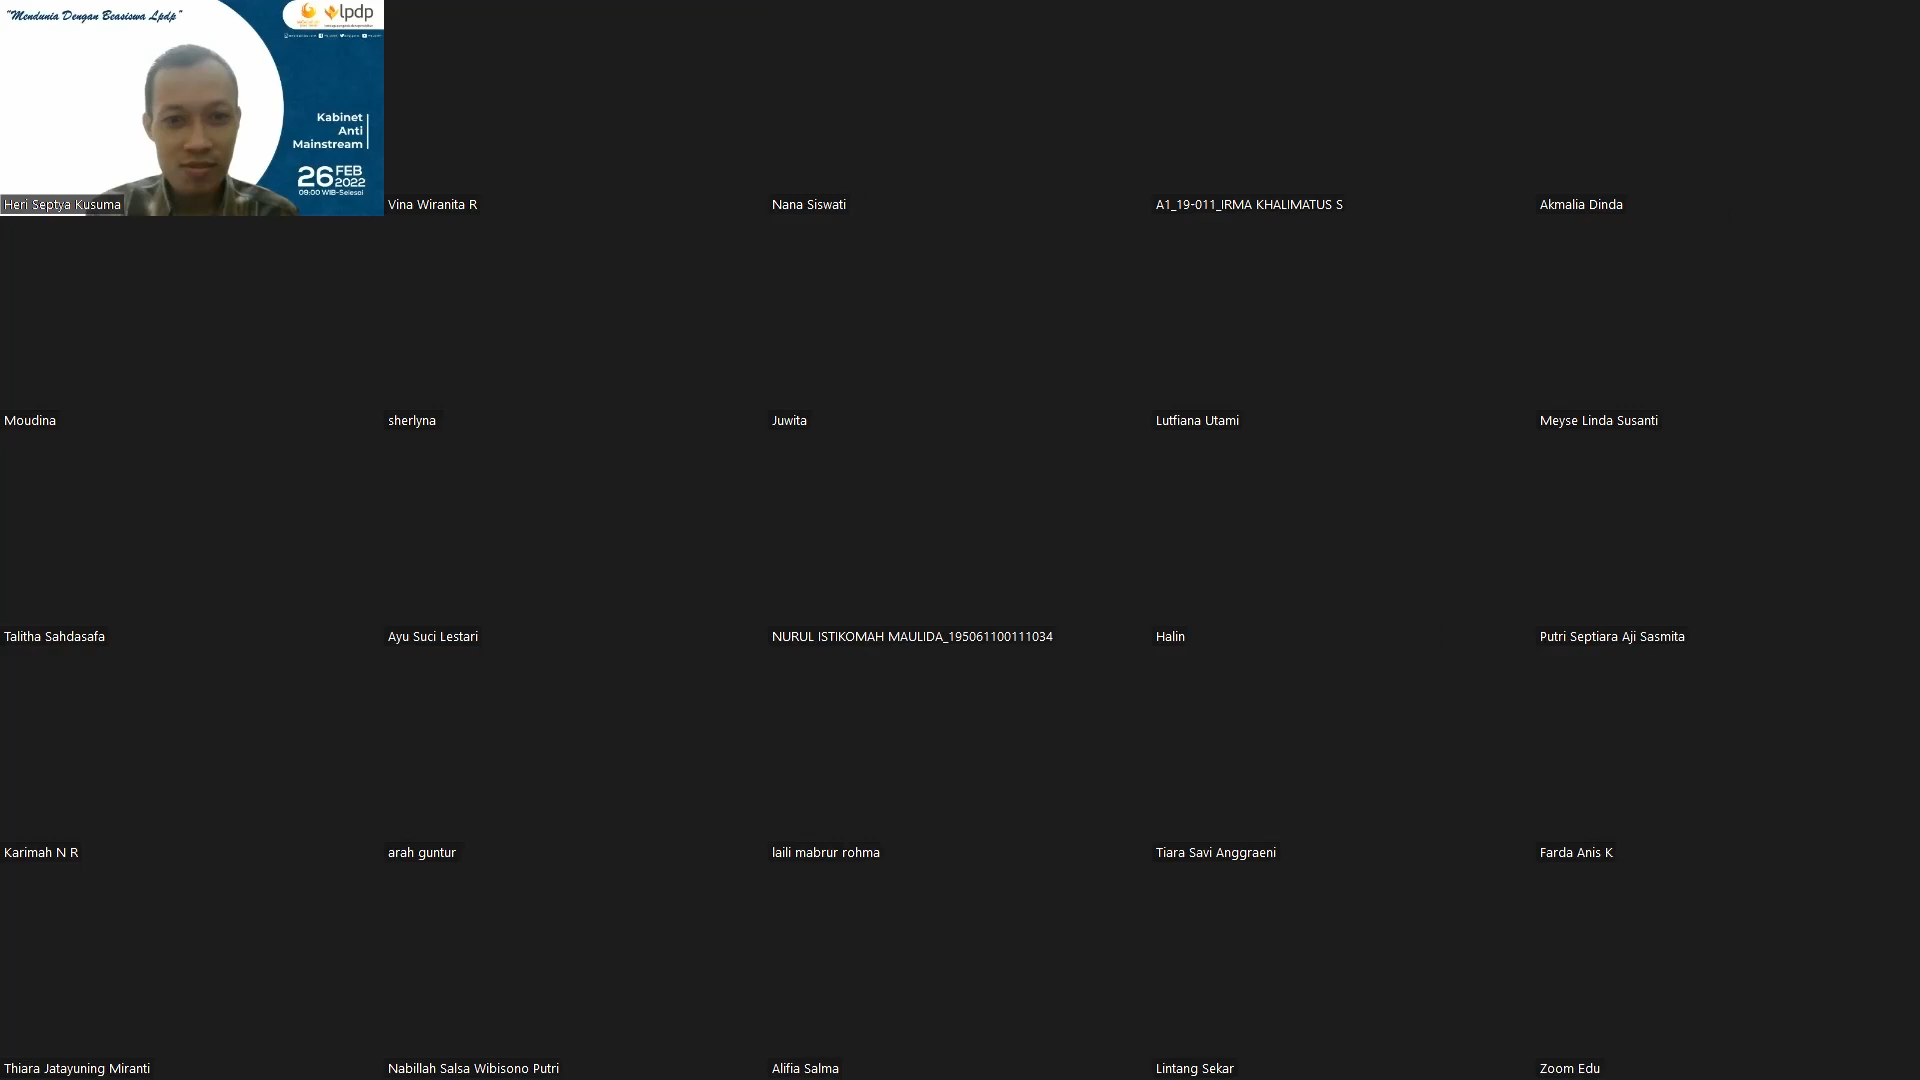 "Mendunia Dengan Beasiswa Lpdp"
lpdp
Kabinet
Anti
Mainstream
26 FEB 2022
09:00 WIB-Selesai
Heri Septya Kusuma
Vina Wiranita R
Nana Siswati
A1_19-011_IRMA KHALIMATUS S
Akmalia Dinda
Moudina
sherlyna
Juwita
Lutfiana Utami
Meyse Linda Susanti
Talitha Sahdasafa
Ayu Suci Lestari
NURUL ISTIKOMAH MAULIDA_195061100111034
Halin
Putri Septiara Aji Sasmita
Karimah N R
arah guntur
laili mabrur rohma
Tiara Savi Anggraeni
Farda Anis K
Thiara Jatayuning Miranti
Nabillah Salsa Wibisono Putri
Alifia Salma
Lintang Sekar
Zoom Edu